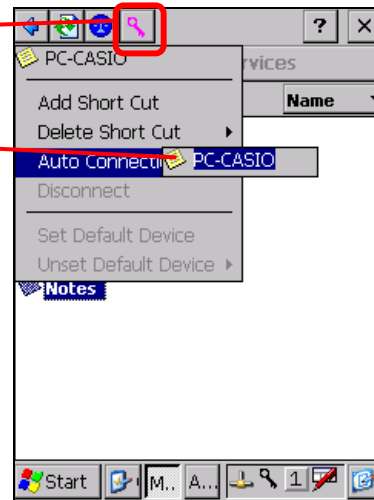 ?
PC-CASIO
rvices
Add Short Cut
Name
Delete Short Cut
Auto Connecti
PC-CASIO
Disconnect
Set Default Device
Unset Default Device
Notes
Start
M..
A...
1